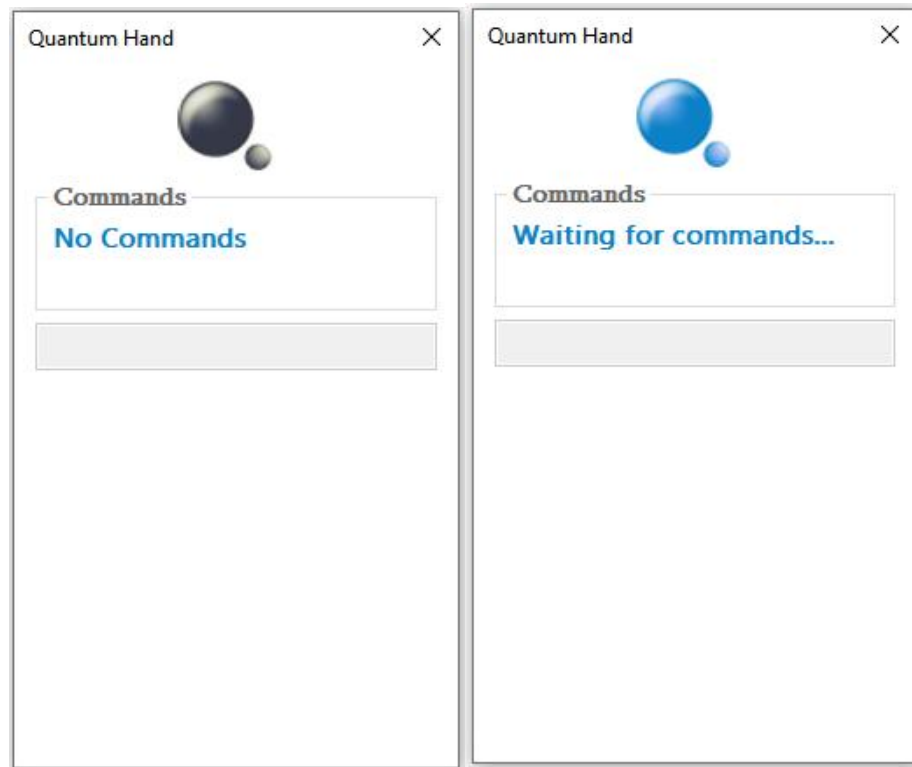 Quantum Hand
Commands
No Commands
Quantum Hand
Commands
Waiting for commands...